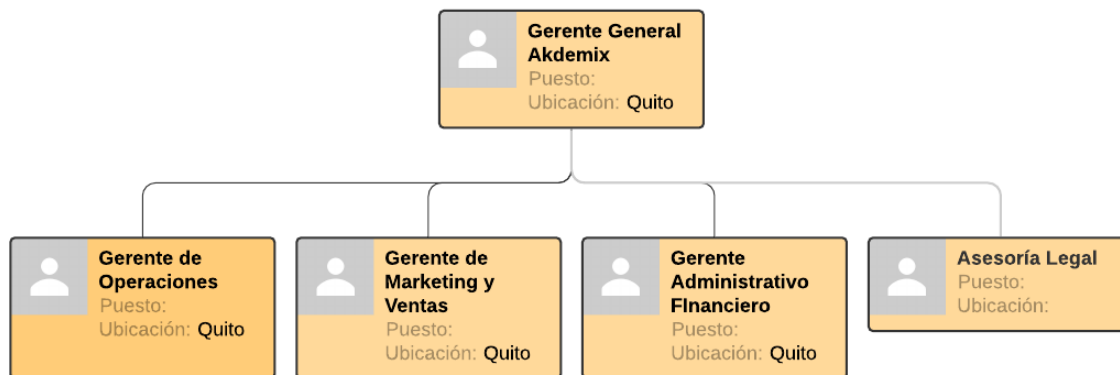 Gerente General
Akdemix
Puesto:
Ubicación: Quito
Gerente de
Operaciones
Puesto:
Ubicación: Quito
Gerente de
Marketing y
Ventas
Puesto:
Ubicación: Quito
Gerente
Administrativo
FInanciero
Puesto:
Ubicación: Quito
Asesoría Legal
Puesto:
Ubicación: